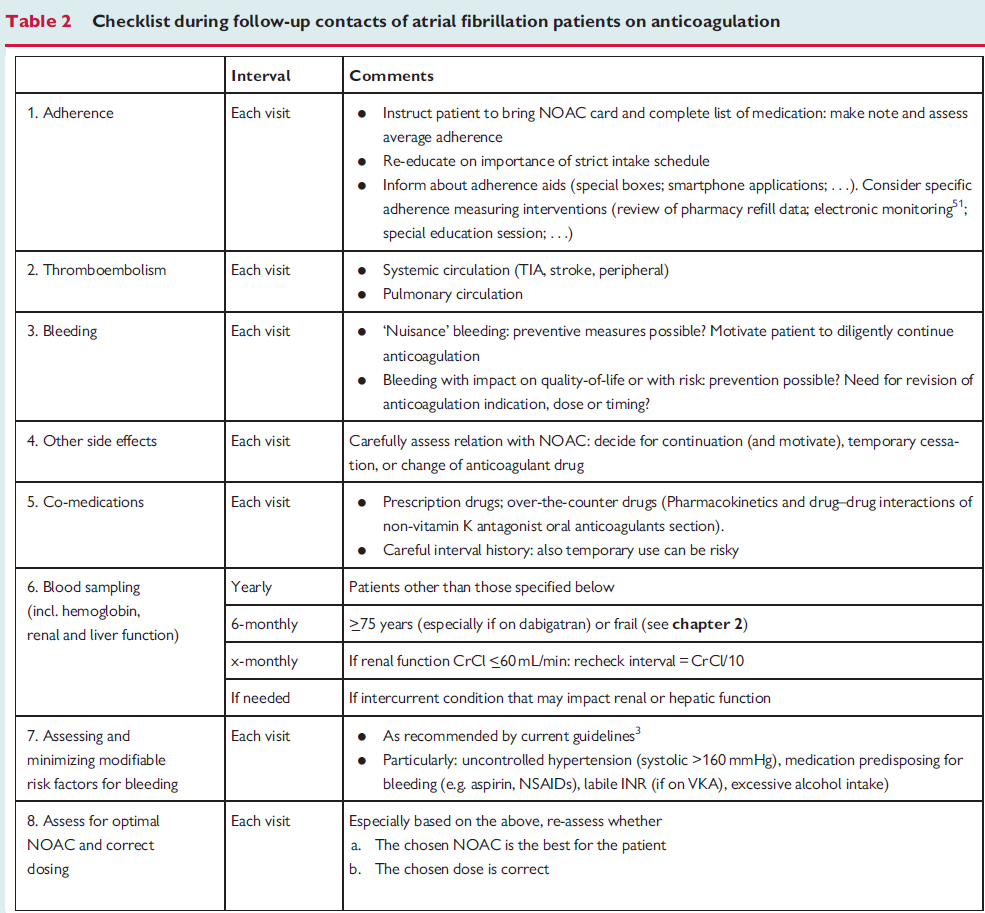 Table 2 Checklist during follow-up contacts of atrial fibrillation patients on anticoagulation
Interval Comments
1. Adherence Each visit ● Instruct patient to bring NOAC card and complete list of medication: make note and assess
average adherence
● Re-educate on importance of strict intake schedule
● Inform about adherence aids (special boxes; smartphone applications; . . .). Consider specific
adherence measuring interventions (review of pharmacy refill data; electronic monitoring51;
special education session; . . .)
2. Thromboembolism Each visit ● Systemic circulation (TIA, stroke, peripheral)
● Pulmonary circulation
3. Bleeding Each visit ● ‘Nuisance’ bleeding: preventive measures possible? Motivate patient to diligently continue
anticoagulation
● Bleeding with impact on quality-of-life or with risk: prevention possible? Need for revision of
anticoagulation indication, dose or timing?
4. Other side effects Each visit Carefully assess relation with NOAC: decide for continuation (and motivate), temporary cessa-
tion, or change of anticoagulant drug
5. Co-medications Each visit ● Prescription drugs; over-the-counter drugs (Pharmacokinetics and drug–drug interactions of
non-vitamin K antagonist oral anticoagulants section).
● Careful interval history: also temporary use can be risky
6. Blood sampling Yearly Patients other than those specified below
(incl. hemoglobin,
renal and liver function)
6-monthly ≥75 years (especially if on dabigatran) or frail (see chapter 2)
x-monthly If renal function CrCl ≤60 mL/min: recheck interval = CrCl/10
If needed If intercurrent condition that may impact renal or hepatic function
7. Assessing and Each visit ● As recommended by current guidelines3
minimizing modifiable ● Particularly: uncontrolled hypertension (systolic >160 mmHg), medication predisposing for
risk factors for bleeding bleeding (e.g. aspirin, NSAIDs), labile INR (if on VKA), excessive alcohol intake)
8. Assess for optimal Each visit Especially based on the above, re-assess whether
NOAC and correct a. The chosen NOAC is the best for the patient
dosing b. The chosen dose is correct